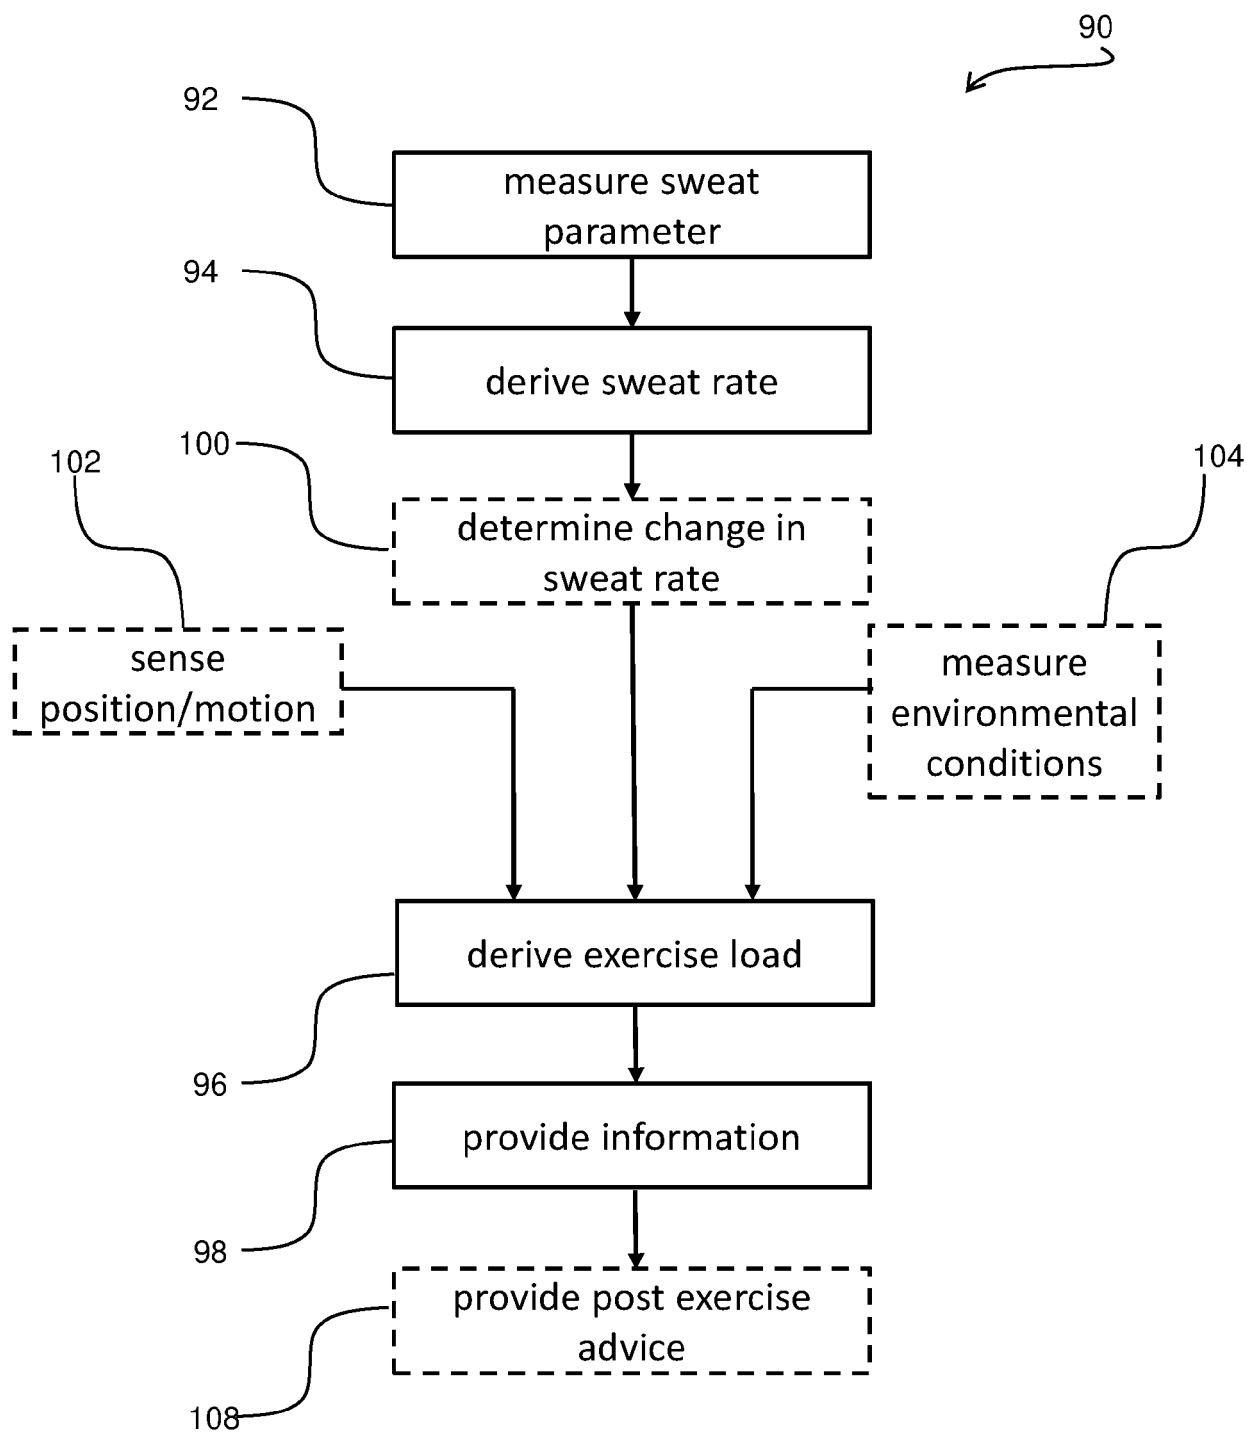 90
92
measure sweat
parameter
94
derive sweat rate
100
102
104
determine change in
sweat rate
sense
position/motion
measure
environmental
conditions
derive exercise load
96
provide information
98
provide post exercise
advice
108